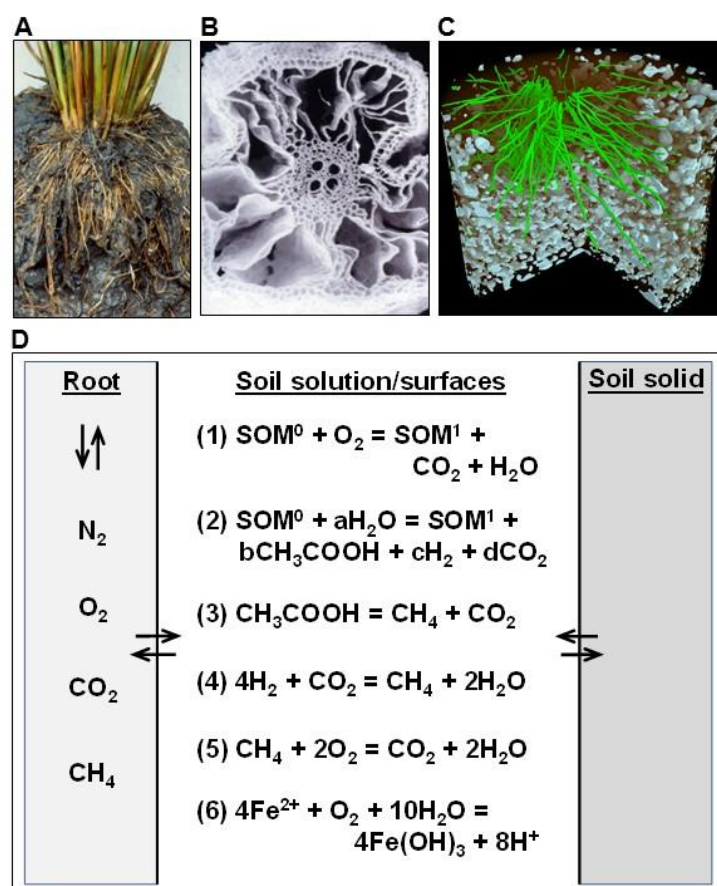 A
B
C
D
Root
Soil solution/surfaces
Soil solid
(1) SOM⁰ + O₂ = SOM¹ +
CO₂ + H₂O
(2) SOM⁰ + aH₂O = SOM¹ +
bCH₃COOH + cH₂ + dCO₂
(3) CH₃COOH = CH₄ + CO₂
(4) 4H₂ + CO₂ = CH₄ + 2H₂O
(5) CH₄ + 2O₂ = CO₂ + 2H₂O
(6) 4Fe²⁺ + O₂ + 10H₂O =
4Fe(OH)₃ + 8H⁺
N₂
O₂
CO₂
CH₄